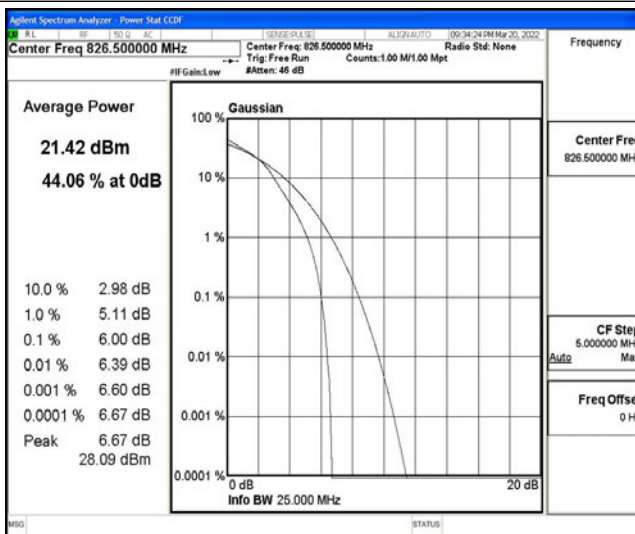 Agilent Spectrum Analyzer - Power Stat CCDF
RL RF 50 Ω AC SENSE:PULSE ALIGN AUTO 09:34:24 PM Mar 20, 2022
Center Freq 826.500000 MHz
Center Freq: 826.500000 MHz Radio Std: None
Trig: Free Run Counts:1.00 M/1.00 Mpt
#IFGain:Low #Atten: 46 dB
Frequency
Average Power
21.42 dBm
44.06 % at 0dB
10.0 % 2.98 dB
1.0 % 5.11 dB
0.1 % 6.00 dB
0.01 % 6.39 dB
0.001 % 6.60 dB
0.0001 % 6.67 dB
Peak 6.67 dB
28.09 dBm
Gaussian
100 %
10 %
1 %
0.1 %
0.01 %
0.001 %
0.0001 %
0 dB 20 dB
Info BW 25.000 MHz
Center Fre
826.500000 MH
CF Step
5.000000 MH
Auto Ma
Freq Offse
0 H
MSG STATUS